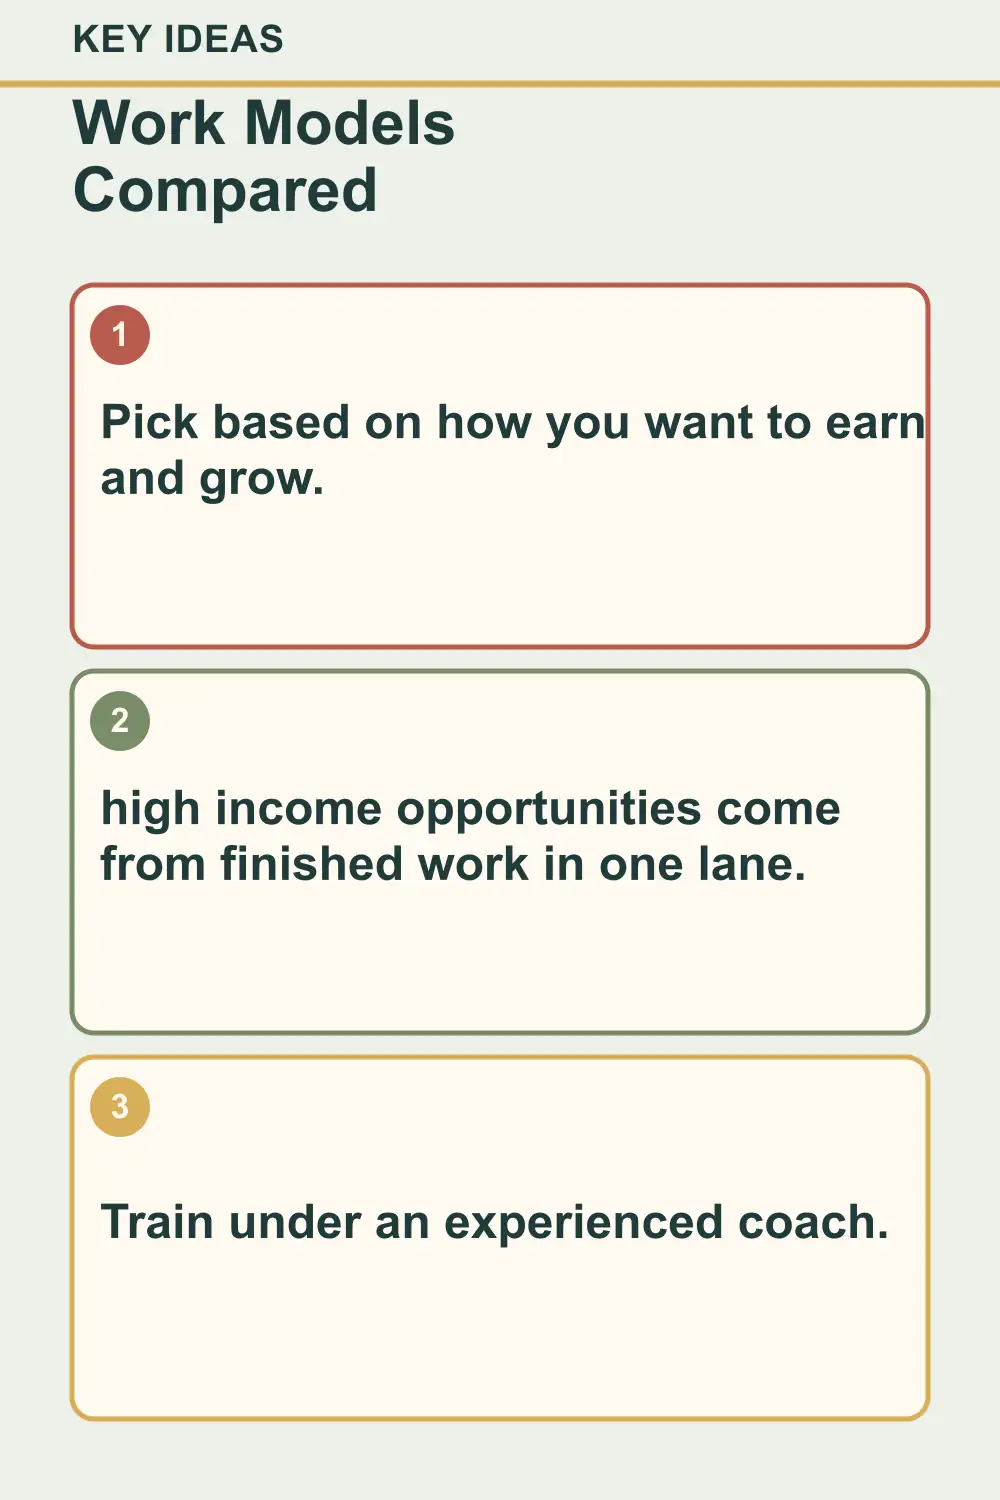 KEY IDEAS
Work Models
Compared
1
Pick based on how you want to earn
and grow.
2
high income opportunities come
from finished work in one lane.
3
Train under an experienced coach.